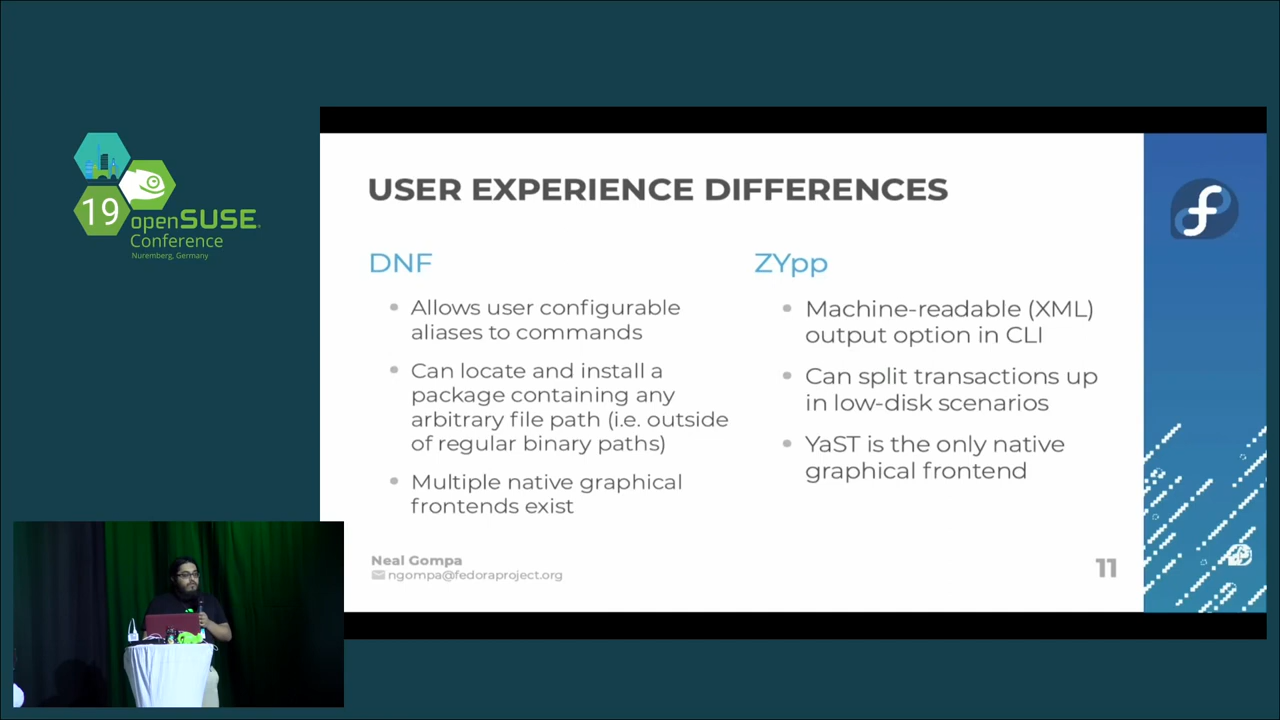 19
openSUSE
Conference
Nuremberg, Germany
USER EXPERIENCE DIFFERENCES
DNF
Allows user configurable
aliases to commands
Can locate and install a
package containing any
arbitrary file path (i.e. outside
of regular binary paths)
Multiple native graphical
frontends exist
ZYpp
Machine-readable (XML)
output option in CLI
Can split transactions up
in low-disk scenarios
YaST is the only native
graphical frontend
Neal Gompa
ngompa@fedoraproject.org
11